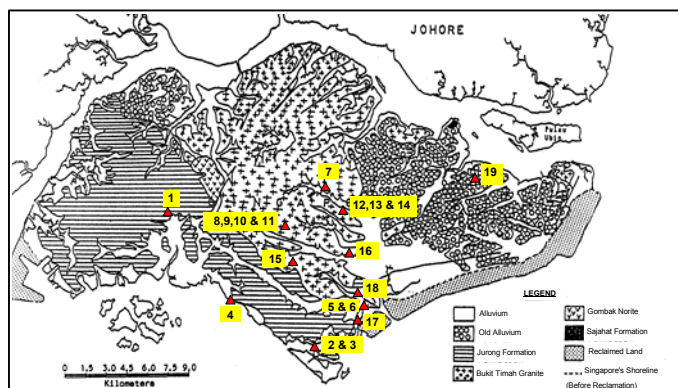 JOHORE
Pulau
Ubin
7
19
1
12,13 & 14
8,9,10 & 11
16
15
18
5 & 6
4
17
2 & 3
LEGEND
Alluvium
Gombak Norite
Old Alluvium
Sajahat Formation
Jurong Formation
Reclaimed Land
Bukit Timah Granite
Singapore's Shoreline
(Before Reclamation)
0 1.5 3.0 4.5 6.0 7.5 9.0
Kilometers